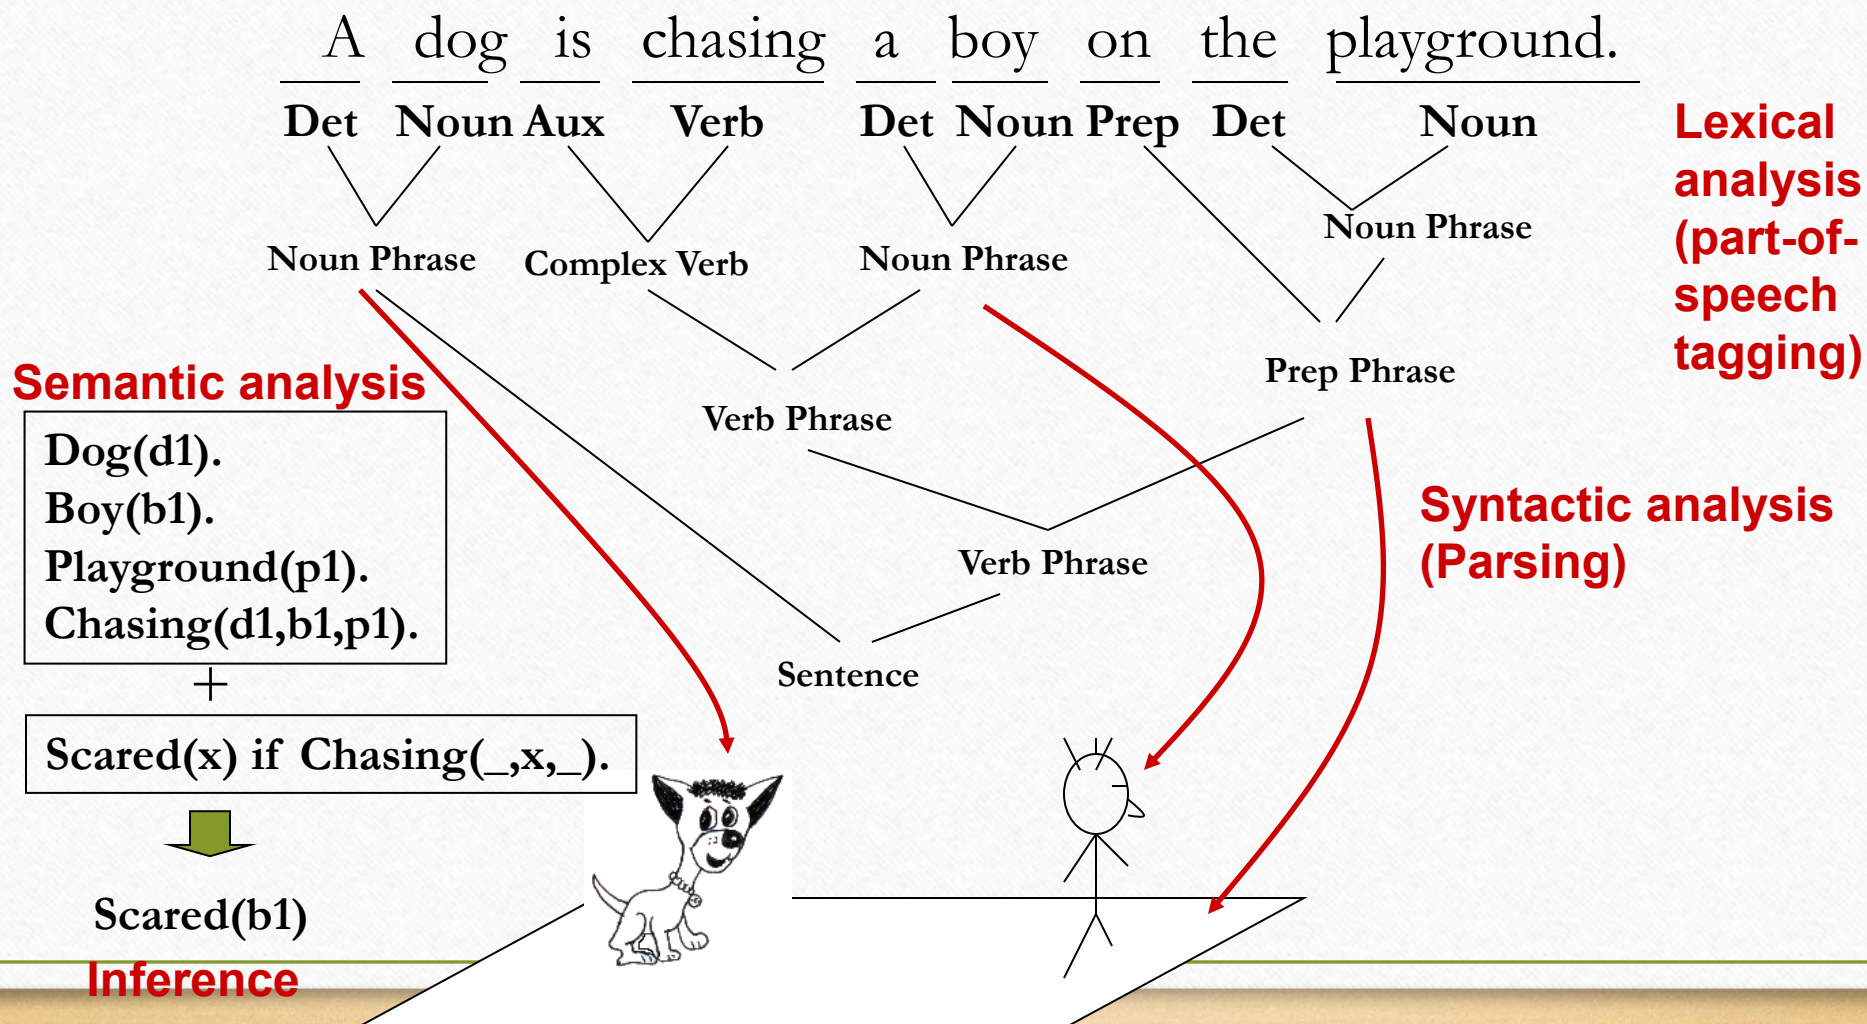 A dog is chasing a boy on the playground.
Det Noun Aux Verb Det Noun Prep Det Noun
Lexical
analysis
(part-of-
speech
tagging)
Noun Phrase
Noun Phrase Complex Verb Noun Phrase
Prep Phrase
Semantic analysis
Verb Phrase
Dog(d1).
Boy(b1).
Playground(p1).
Chasing(d1,b1,p1).
+
Syntactic analysis
(Parsing)
Verb Phrase
Sentence
Scared(x) if Chasing(_,x,_).
Scared(b1)
Inference